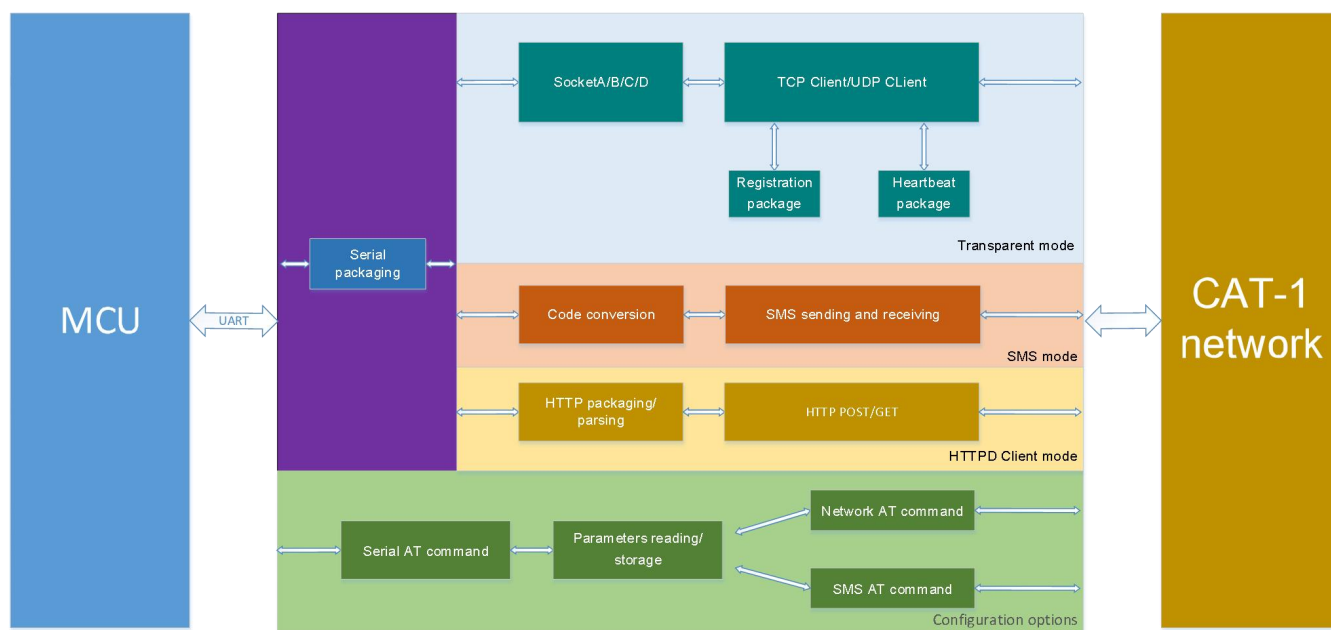 MCU
UART
Serial
packaging
SocketA/B/C/D
TCP Client/UDP CLient
Registration
package
Heartbeat
package
Transparent mode
Code conversion
SMS sending and receiving
SMS mode
HTTP packaging/
parsing
HTTP POST/GET
HTTPD Client mode
Serial AT command
Parameters reading/
storage
Network AT command
SMS AT command
Configuration options
CAT-1
network